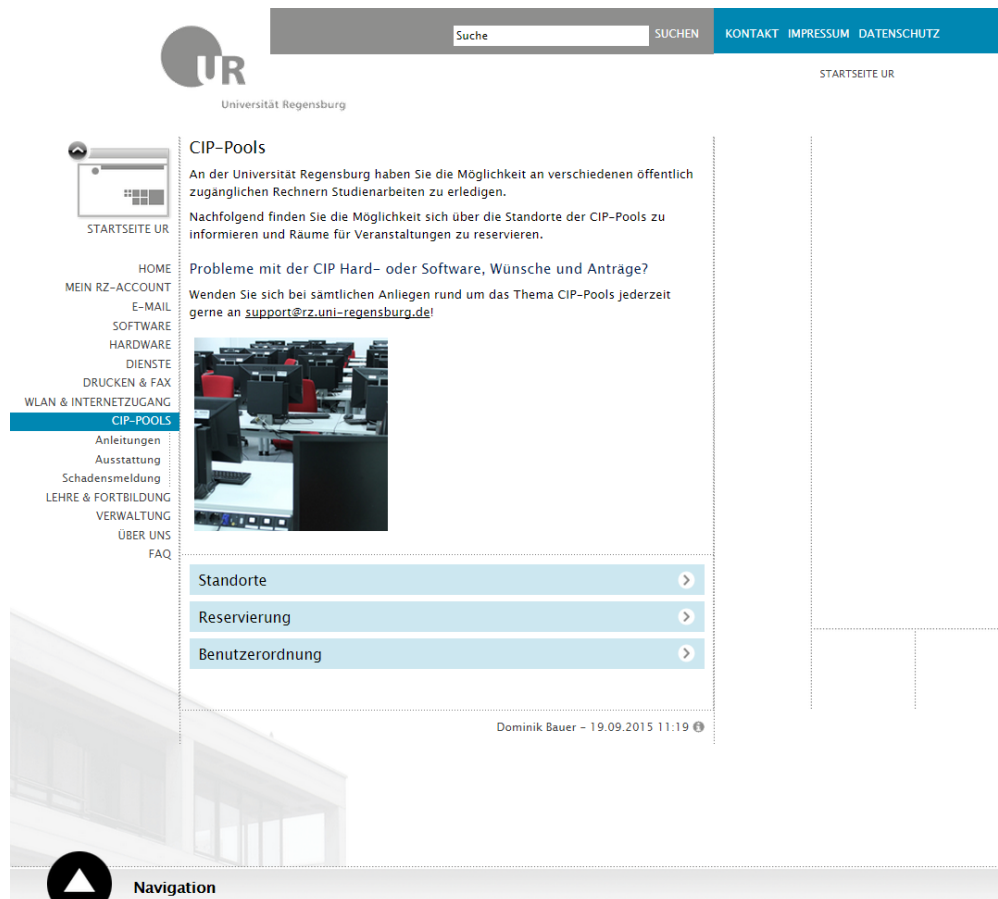 Suche
SUCHEN
KONTAKT IMPRESSUM DATENSCHUTZ
UR
STARTSEITE UR
Universität Regensburg
STARTSEITE UR
HOME
MEIN RZ-ACCOUNT
E-MAIL
SOFTWARE
HARDWARE
DIENSTE
DRUCKEN & FAX
WLAN & INTERNETZUGANG
CIP-POOLS
Anleitungen
Ausstattung
Schadensmeldung
LEHRE & FORTBILDUNG
VERWALTUNG
ÜBER UNS
FAQ
CIP-Pools
An der Universität Regensburg haben Sie die Möglichkeit an verschiedenen öffentlich
zugänglichen Rechnern Studienarbeiten zu erledigen.
Nachfolgend finden Sie die Möglichkeit sich über die Standorte der CIP-Pools zu
informieren und Räume für Veranstaltungen zu reservieren.
Probleme mit der CIP Hard- oder Software, Wünsche und Anträge?
Wenden Sie sich bei sämtlichen Anliegen rund um das Thema CIP-Pools jederzeit
gerne an support@rz.uni-regensburg.de!
Standorte
Reservierung
Benutzerordnung
Dominik Bauer - 19.09.2015 11:19
Navigation